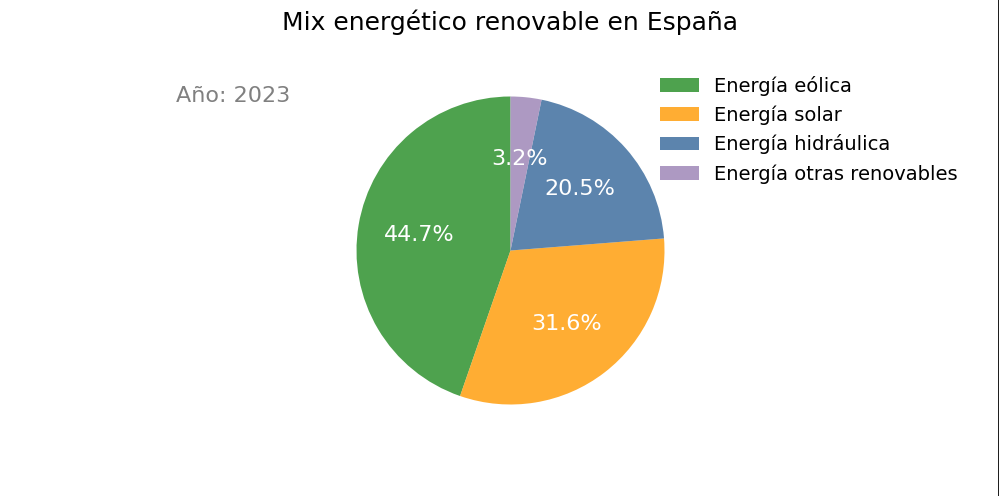 Mix energético renovable en España
Año: 2023
Energía eólica
Energía solar
Energía hidráulica
Energía otras renovables
3.2%
20.5%
44.7%
31.6%